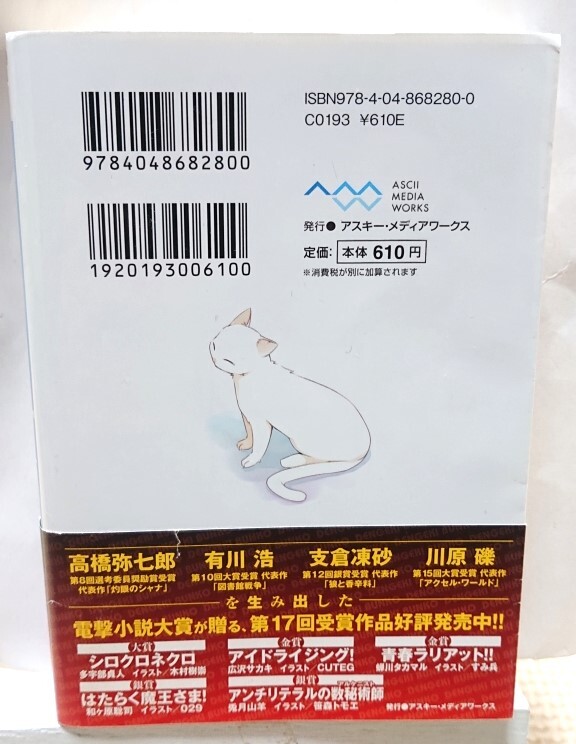 ISBN978-4-04-868280-0
C0193 ¥610E
9784048682800
ASCII
MEDIA
WORKS
発行●アスキー・メディアワークス
定価：本体610円
※消費税が別に加算されます
1920193006100
高橋弥七郎
第8回選考委員奨励賞受賞
代表作「灼眼のシャナ」
有川 浩
第10回大賞受賞 代表作
「図書館戦争」
支倉凍砂
第12回銀賞受賞 代表作
「狼と香辛料」
川原 礫
第15回大賞受賞 代表作
「アクセル・ワールド」
を生み出した
電撃小説大賞が贈る、第17回受賞作品好評発売中!!
大賞
シロクロネクロ
多宇部貞人 イラスト/木村樹崇
金賞
アイドライジング!
広沢サカキ イラスト/CUTEG
金賞
青春ラリアット!!
蝉川タカマル イラスト/すみ兵
銀賞
はたらく魔王さま!
和ヶ原聡司 イラスト/029
銀賞
アンチリテラルの数秘術師
兎月山羊 イラスト/笹森トモエ
発行●アスキー・メディアワークス